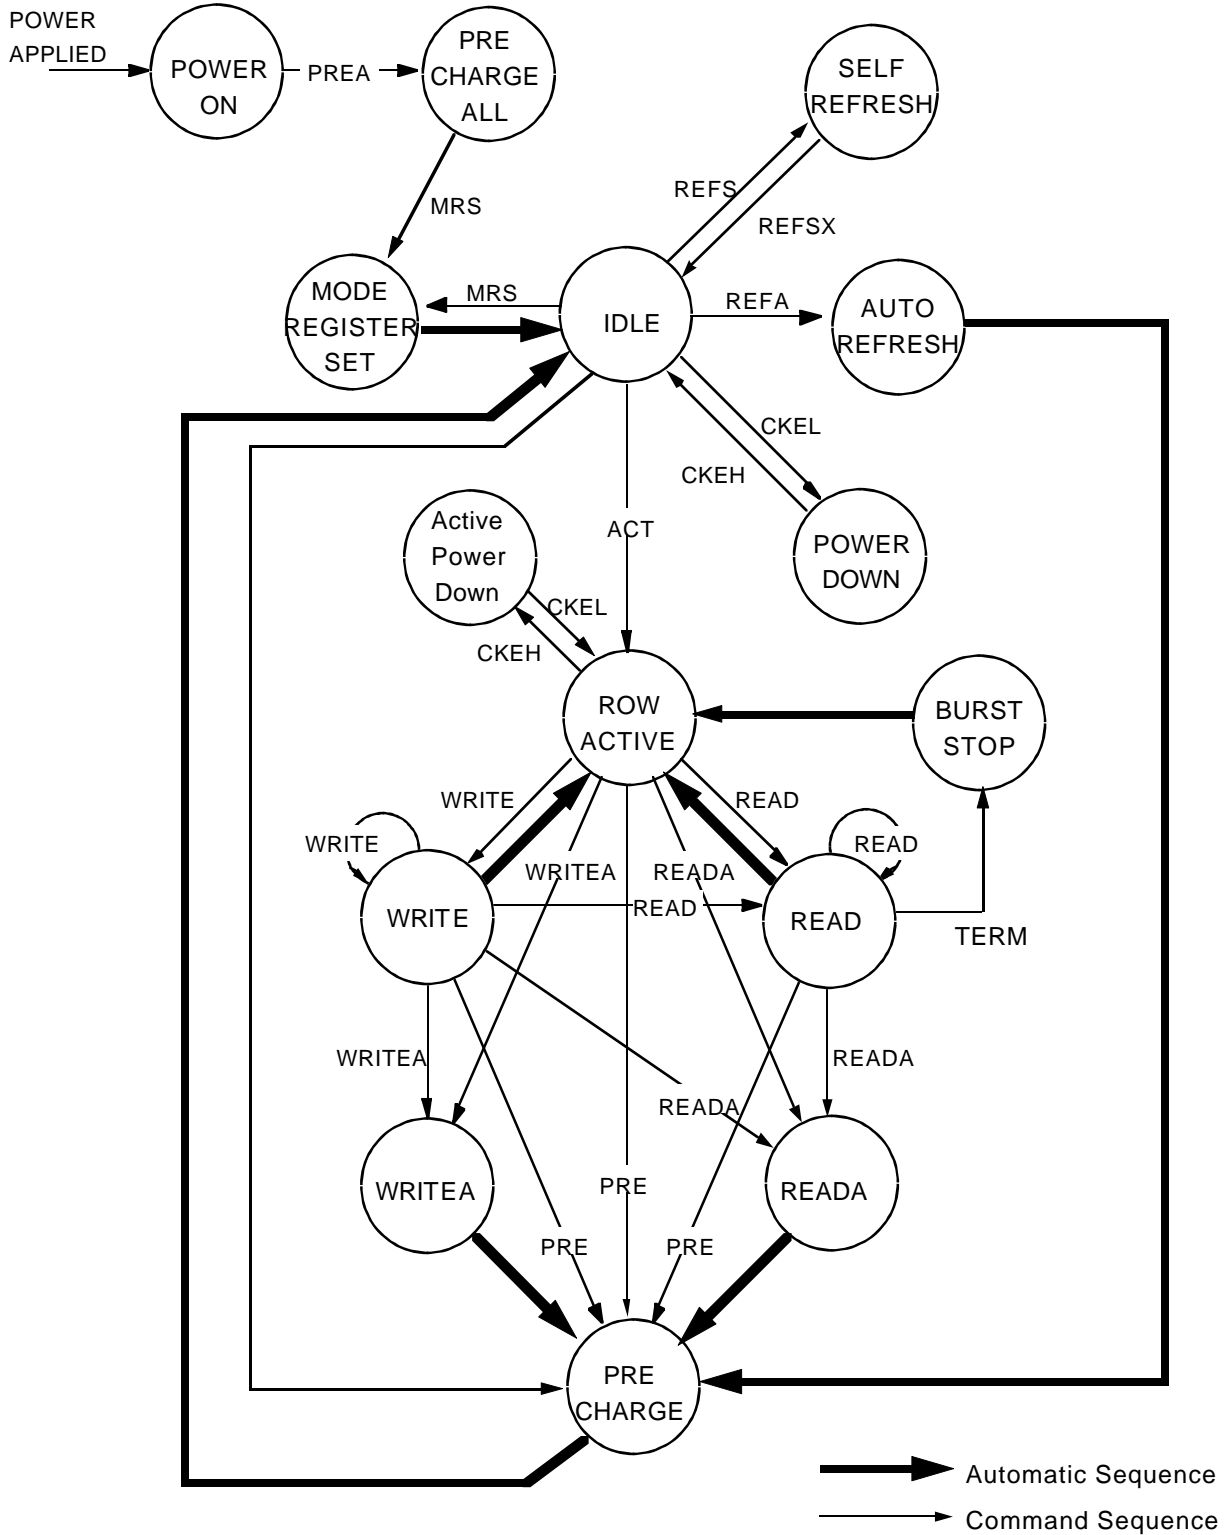 POWER
APPLIED
POWER
ON
PREA
PRE
CHARGE
ALL
SELF
REFRESH
MRS
REFS
REFSX
MODE
REGISTER
SET
MRS
IDLE
REFA
AUTO
REFRESH
CKEL
CKEH
Active
Power
Down
ACT
POWER
DOWN
CKEL
CKEH
ROW
ACTIVE
BURST
STOP
WRITE
READ
WRITE
WRITEA
READA
READ
WRITE
READ
READ
TERM
WRITEA
READA
READA
WRITEA
PRE
READA
PRE
PRE
PRE
CHARGE
Automatic Sequence
Command Sequence